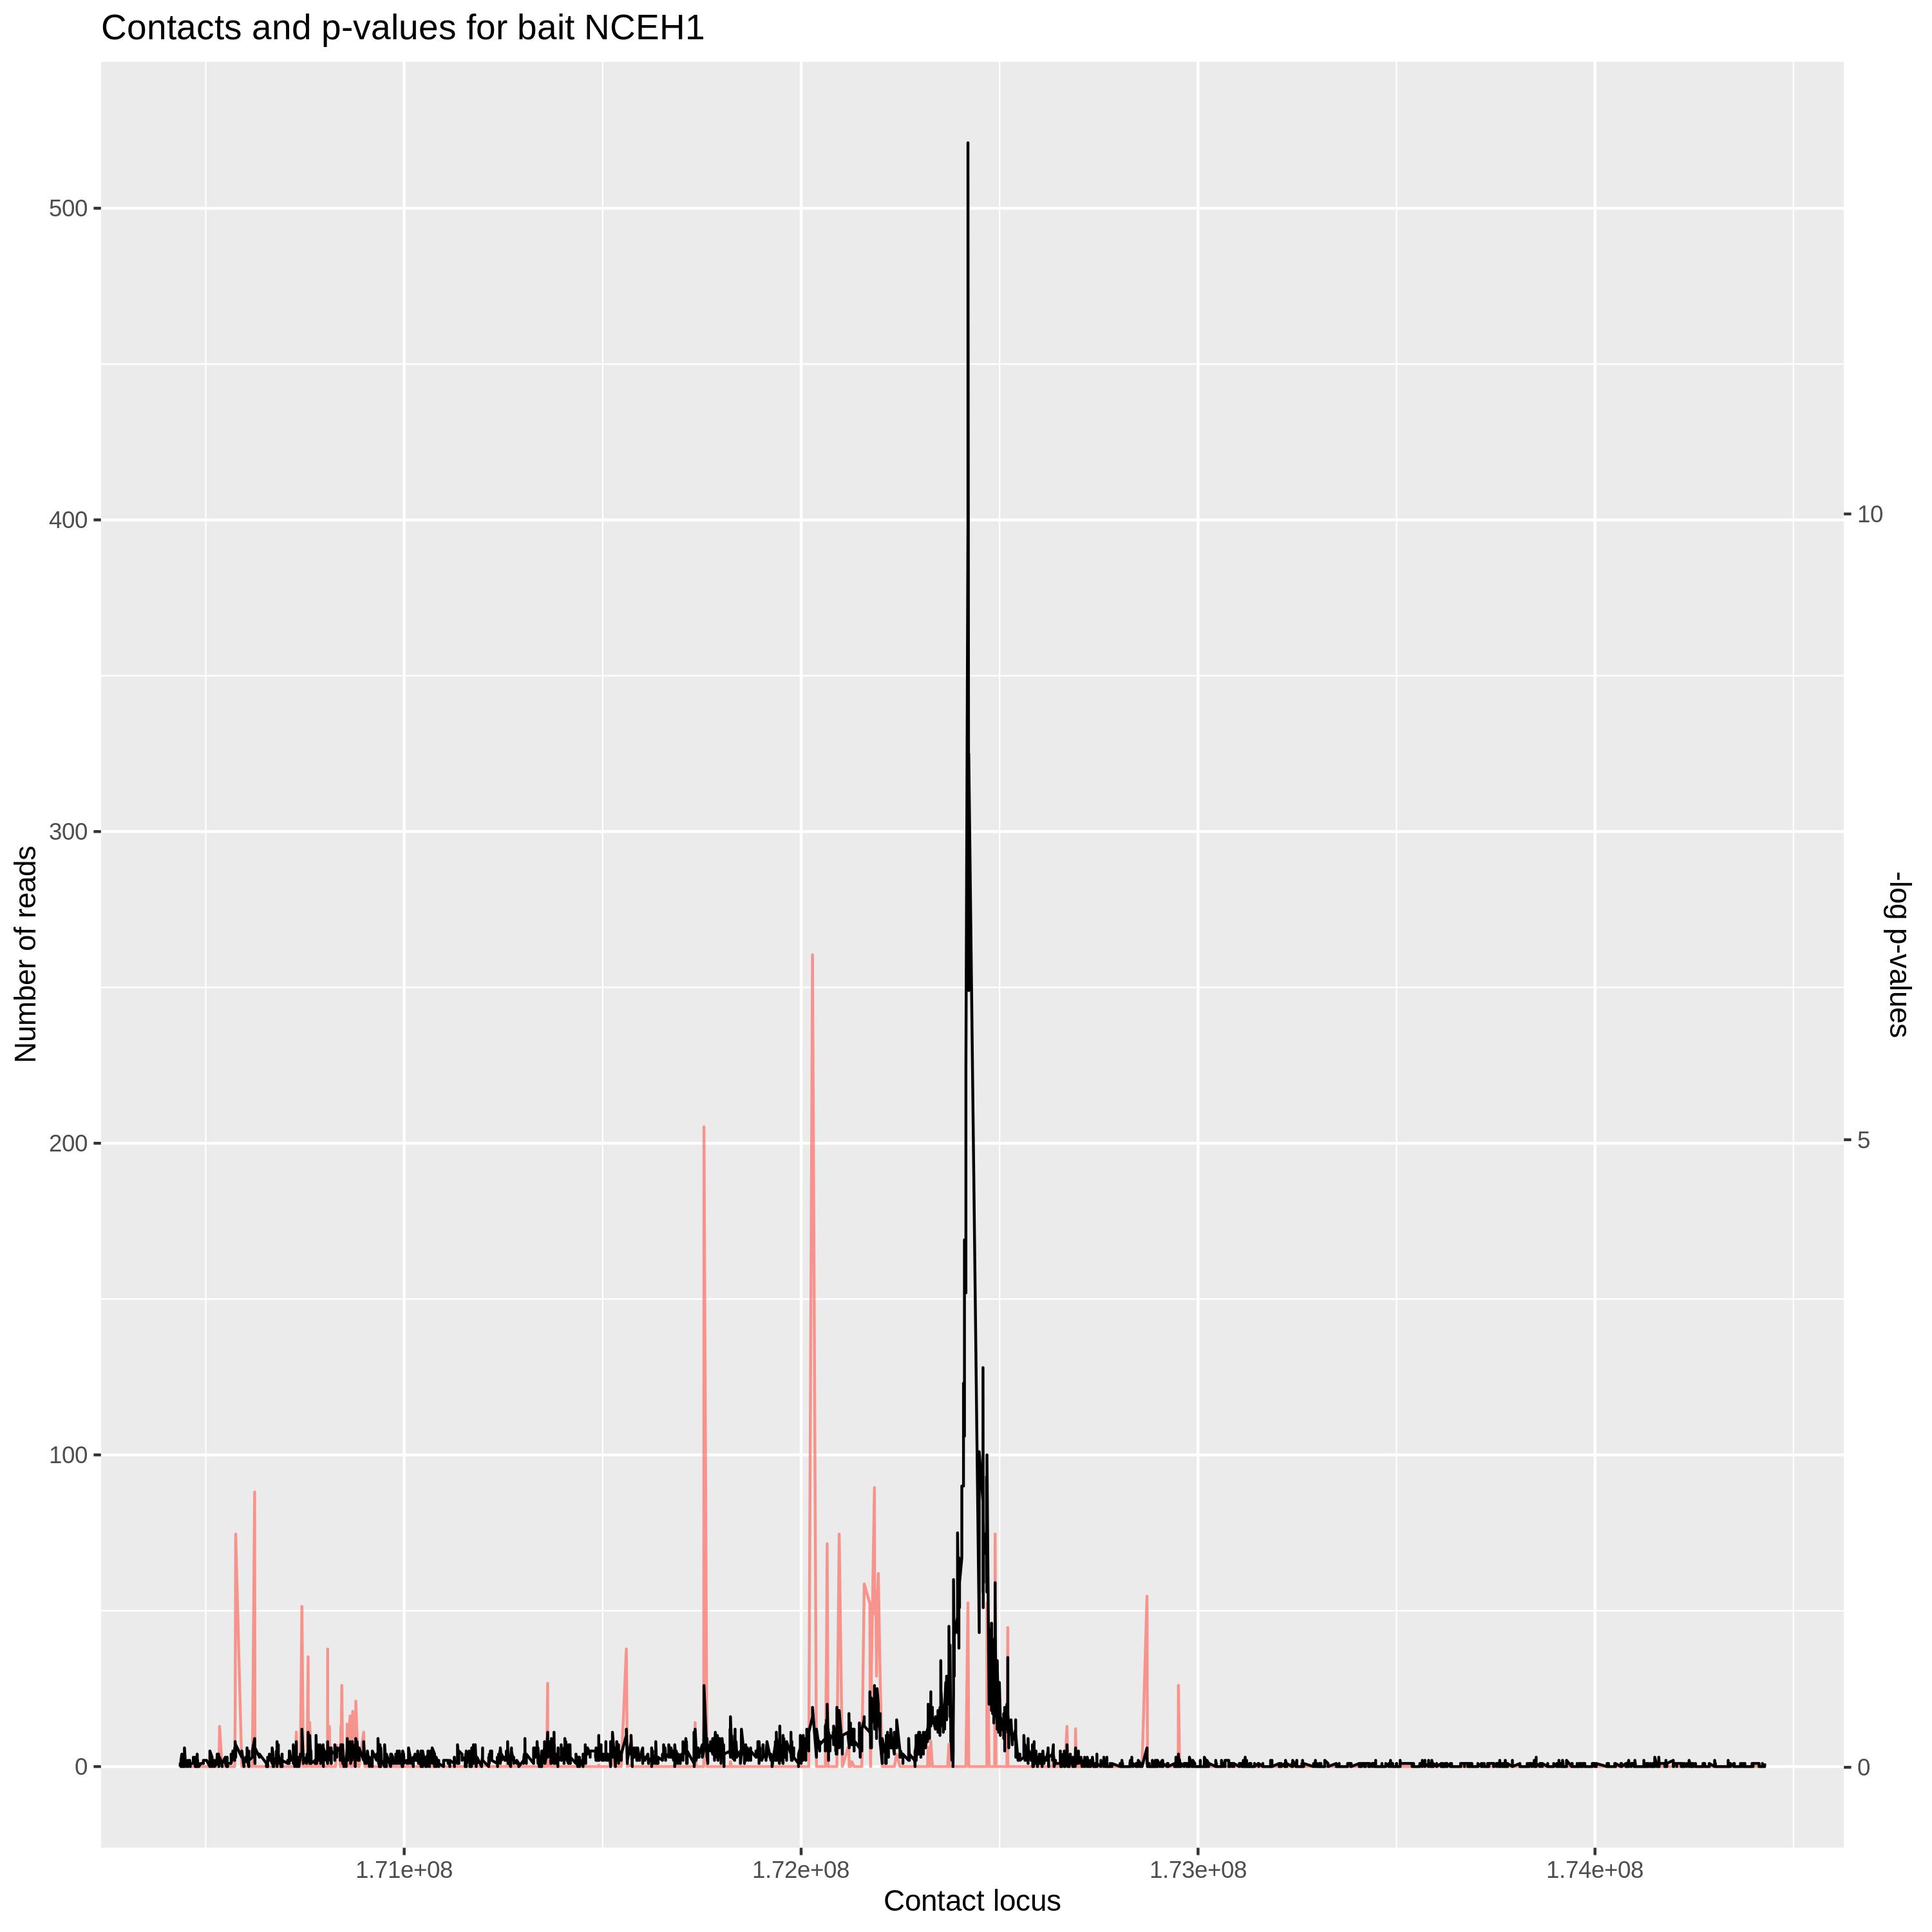 Contacts and p-values for bait NCEH1
Number of reads
500
400
300
200
100
0
10
5
0
-log p-values
1.71e+08
1.72e+08
1.73e+08
1.74e+08
Contact locus